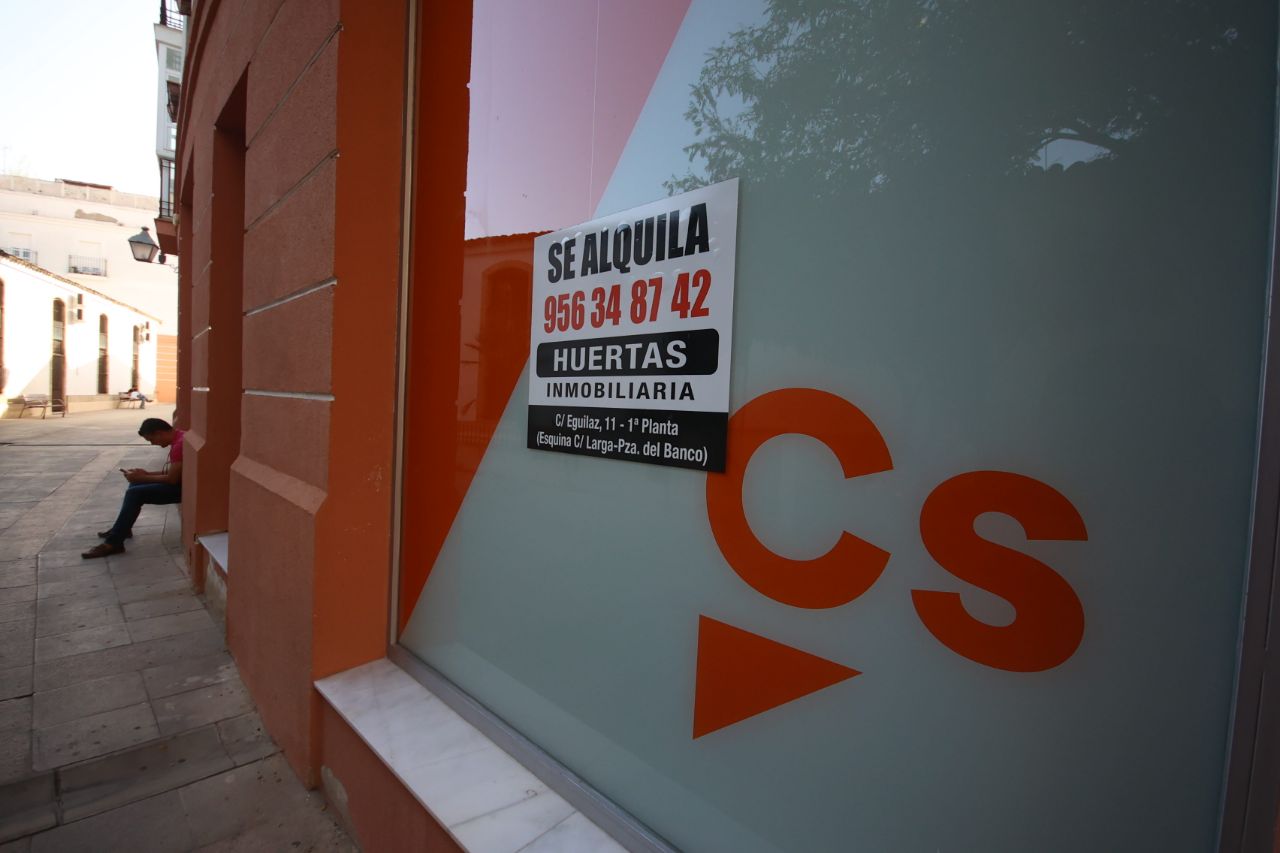 SE ALQUILA
956 34 87 42
HUERTAS
INMOBILIARIA
C/ Eguilaz, 11 - 1ª Planta
(Esquina C/ Larga-Pza. del Banco)
Cs